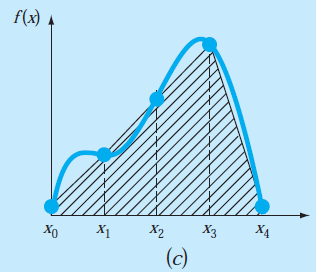 f(x)
x₀ x₁ x₂ x₃ x₄
(c)